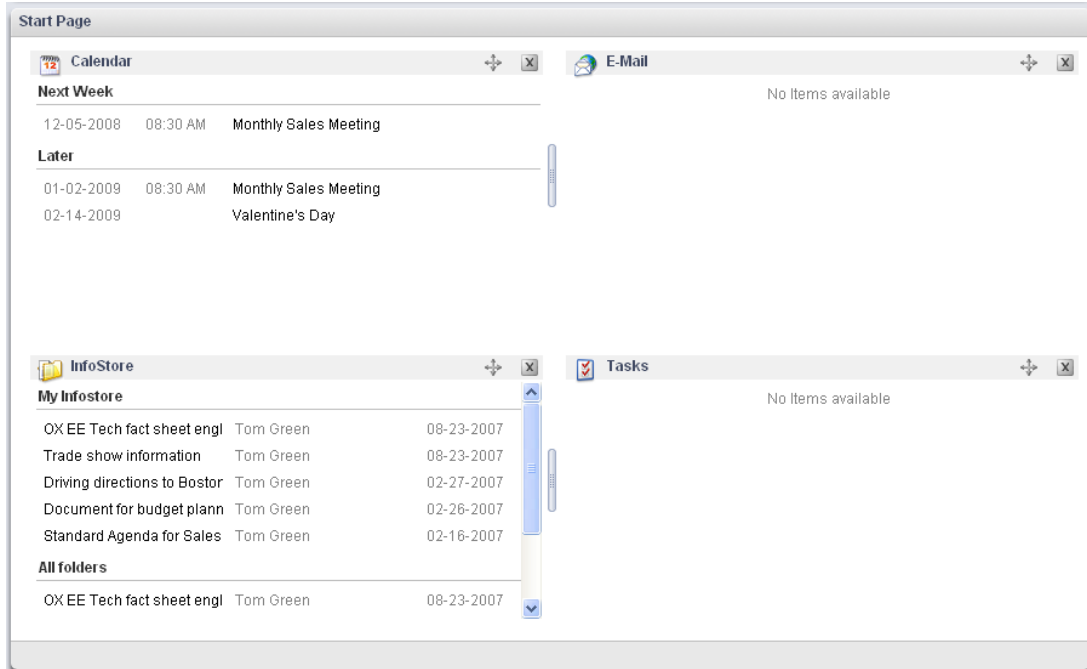 Start Page
Calendar
Next Week
12-05-2008 08:30 AM Monthly Sales Meeting
Later
01-02-2009 08:30 AM Monthly Sales Meeting
02-14-2009 Valentine's Day
E-Mail
No Items available
InfoStore
My Infostore
OX EE Tech fact sheet engl Tom Green 08-23-2007
Trade show information Tom Green 08-23-2007
Driving directions to Bostor Tom Green 02-27-2007
Document for budget plann Tom Green 02-26-2007
Standard Agenda for Sales Tom Green 02-16-2007
All folders
OX EE Tech fact sheet engl Tom Green 08-23-2007
Tasks
No Items available